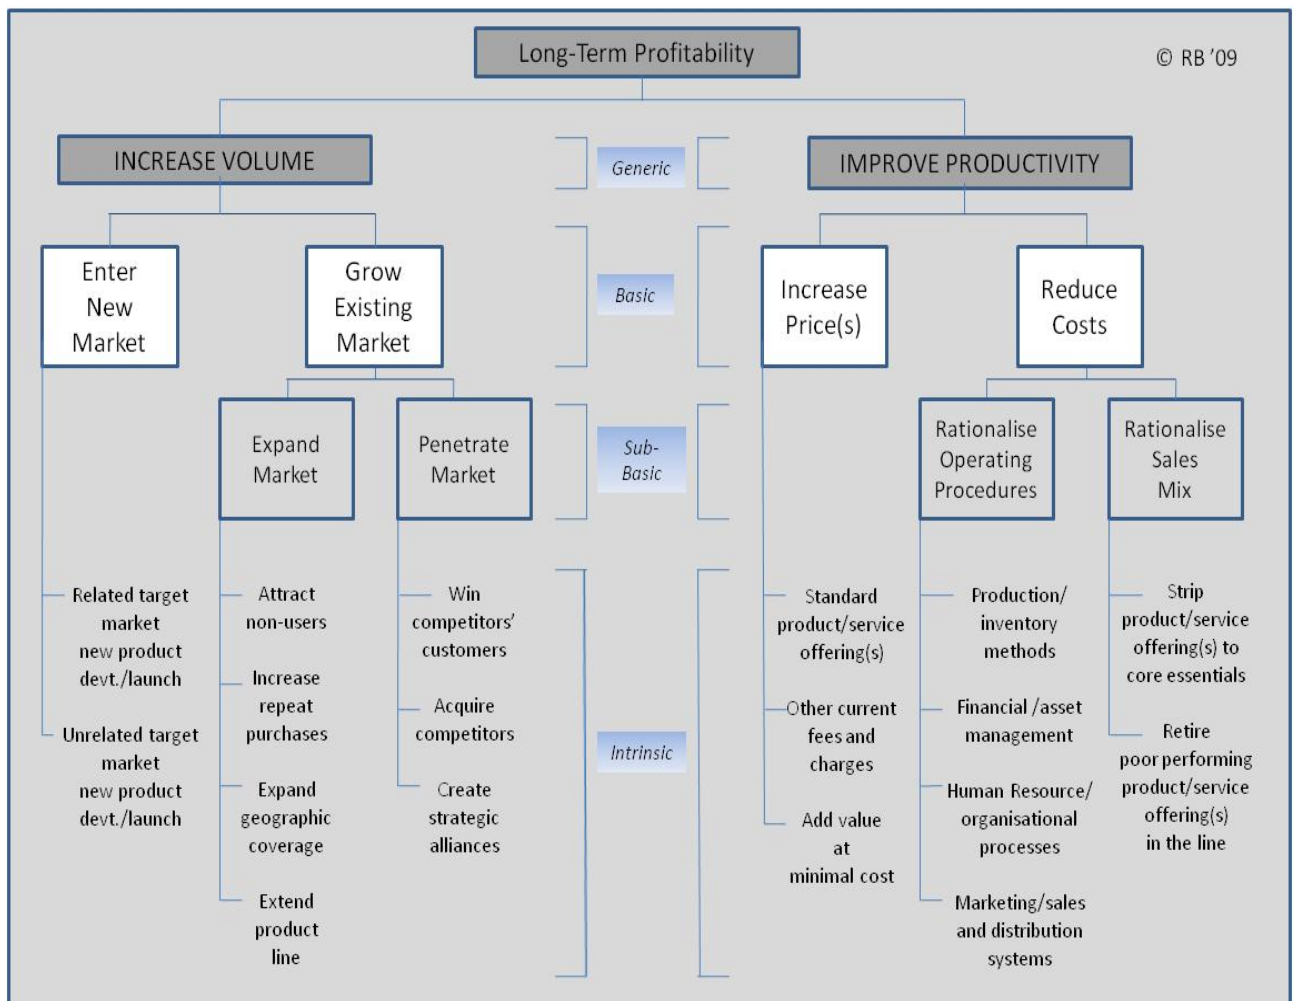 Long-Term Profitability
© RB '09
INCREASE VOLUME
Generic
IMPROVE PRODUCTIVITY
Enter
New
Market
Grow
Existing
Market
Basic
Increase
Price(s)
Reduce
Costs
Expand
Market
Penetrate
Market
Sub-
Basic
Rationalise
Operating
Procedures
Rationalise
Sales
Mix
Related target
market
new product
devt./launch
Unrelated target
market
new product
devt./launch
Attract
non-users
Increase
repeat
purchases
Expand
geographic
coverage
Extend
product
line
Win
competitors'
customers
Acquire
competitors
Create
strategic
alliances
Intrinsic
Standard
product/service
offering(s)
Other current
fees and
charges
Add value
at
minimal cost
Production/
inventory
methods
Financial /asset
management
Human Resource/
organisational
processes
Marketing/sales
and distribution
systems
Strip
product/service
offering(s) to
core essentials
Retire
poor performing
product/service
offering(s)
in the line